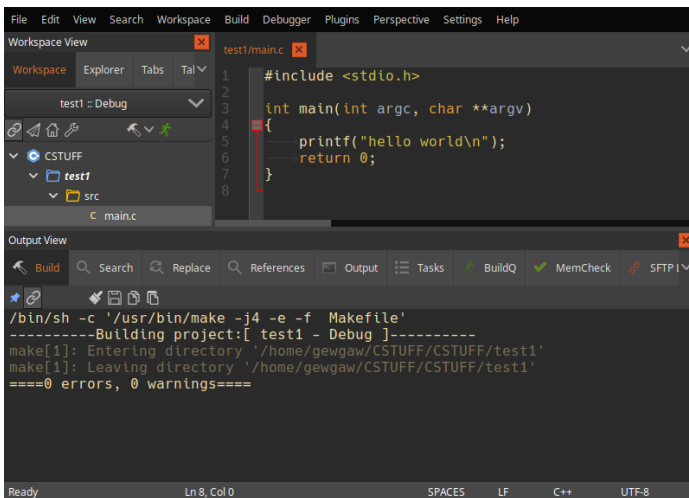 File Edit View Search Workspace Build Debugger Plugins Perspective Settings Help
Workspace View
Workspace Explorer Tabs Tal
test1 :: Debug
CSTUFF
test1
src
C main.c
test1/main.c
1 #include <stdio.h>
2
3 int main(int argc, char **argv)
4 {
5 printf("hello world\n");
6 return 0;
7 }
8
Output View
Build Search Replace References Output Tasks BuildQ MemCheck SFTP
/bin/sh -c '/usr/bin/make -j4 -e -f  Makefile'
----------Building project:[ test1 - Debug ]----------
make[1]: Entering directory '/home/gewgaw/CSTUFF/CSTUFF/test1'
make[1]: Leaving directory '/home/gewgaw/CSTUFF/CSTUFF/test1'
====0 errors, 0 warnings====
Ready Ln 8, Col 0 SPACES LF C++ UTF-8